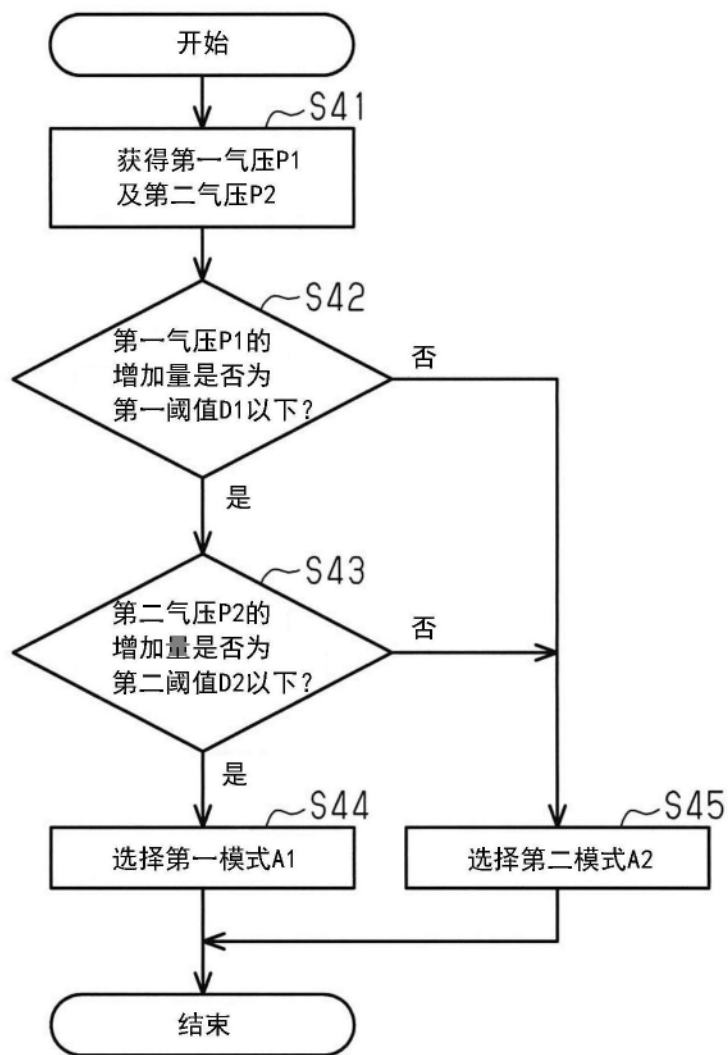 开始
S41
获得第一气压P1
及第二气压P2
S42
第一气压P1的
增加量是否为
第一阈值D1以下?
否
是
S43
第二气压P2的
增加量是否为
第二阈值D2以下?
否
是
S44
选择第一模式A1
S45
选择第二模式A2
结束